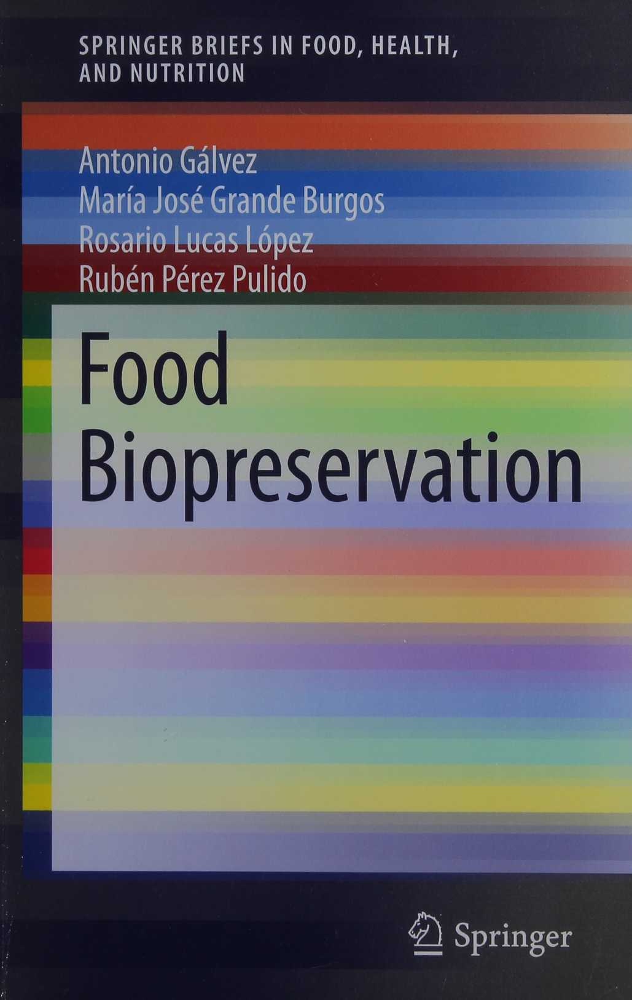 SPRINGER BRIEFS IN FOOD, HEALTH,
AND NUTRITION
Antonio Gálvez
María José Grande Burgos
Rosario Lucas López
Rubén Pérez Pulido
Food
Biopreservation
Springer